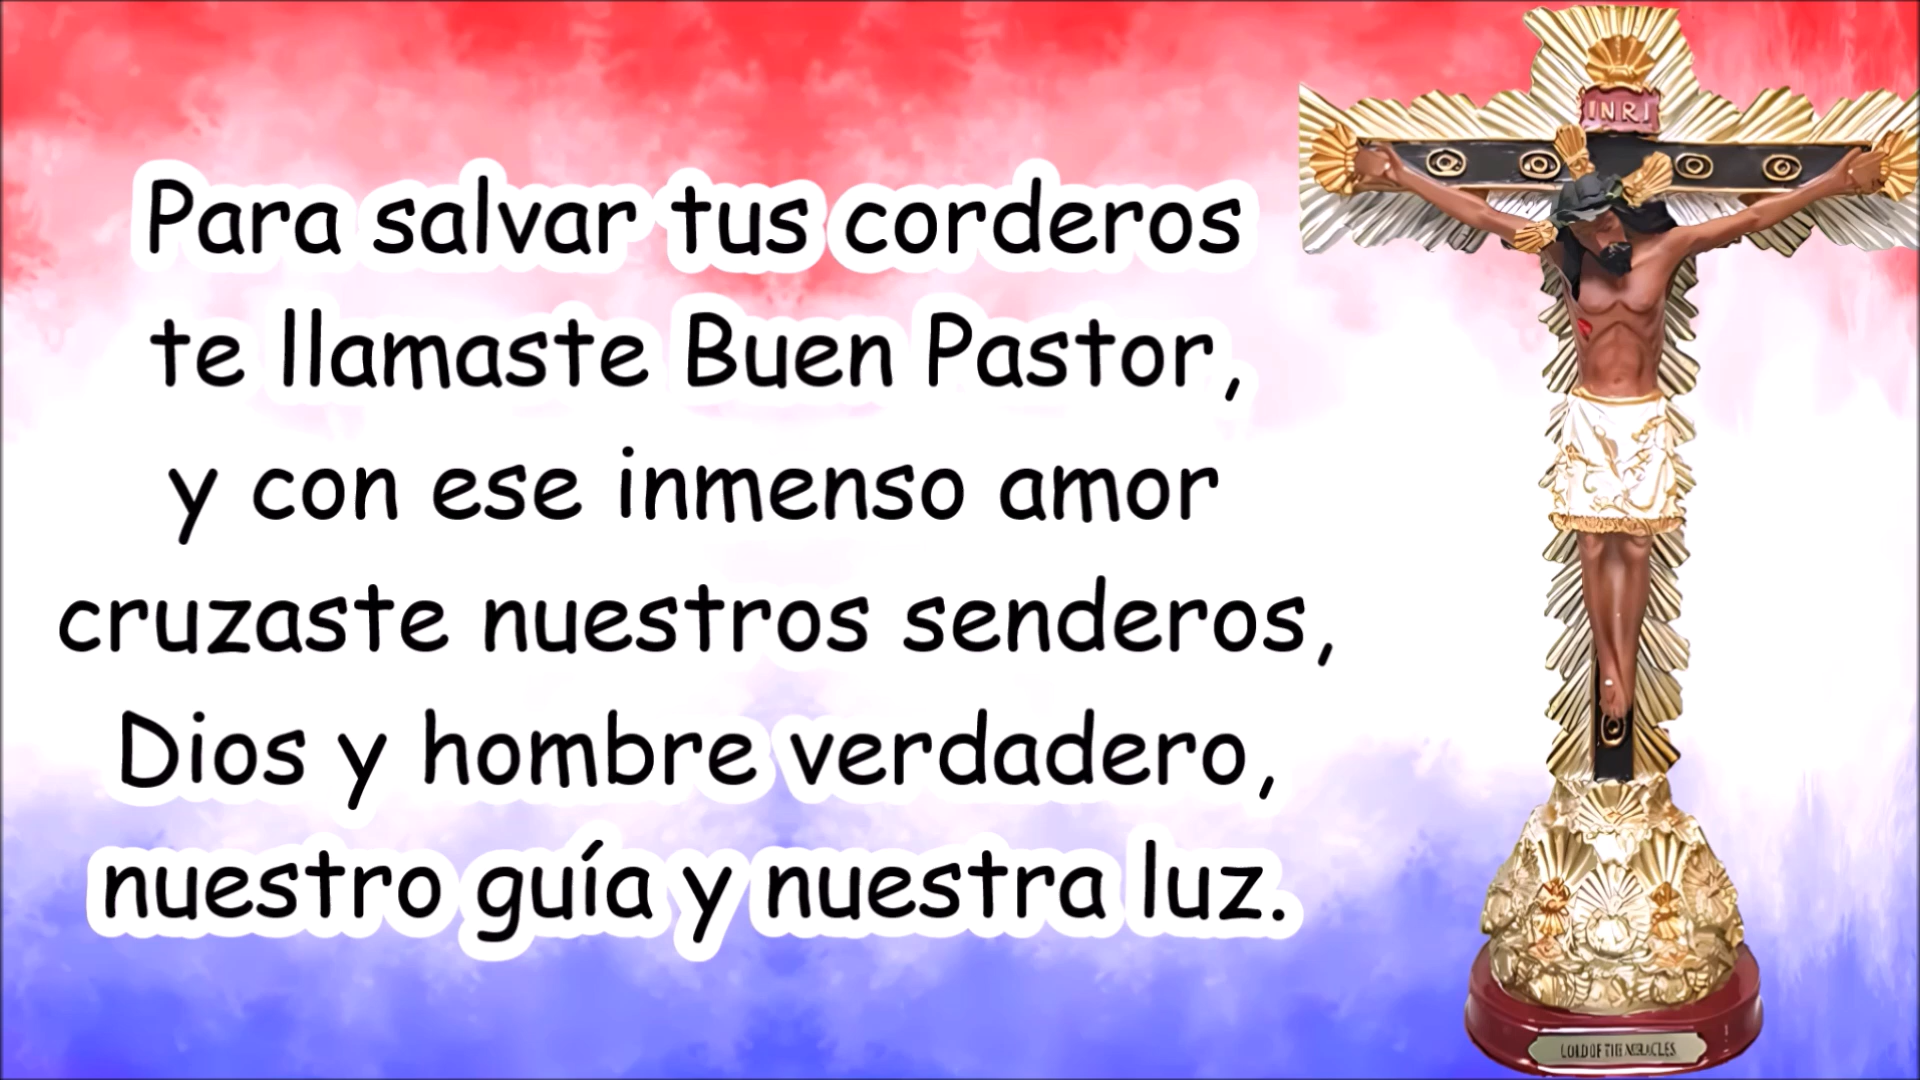 Para salvar tus corderos
te llamaste Buen Pastor,
y con ese inmenso amor
cruzaste nuestros senderos,
Dios y hombre verdadero,
nuestro guía y nuestra luz.
INRI
LORD OF THE MIRACLES